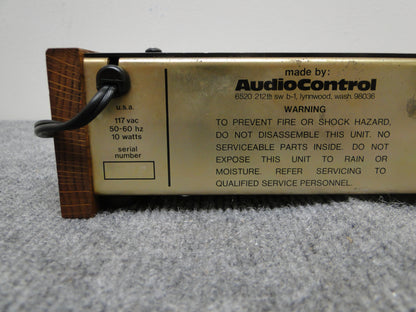 u.s.a.
117 vac
50-60 hz
10 watts
serial
number
made by:
AudioControl
6520 212th sw b-1, lynnwood, wash. 98036
WARNING
TO PREVENT FIRE OR SHOCK HAZARD,
DO NOT DISASSEMBLE THIS UNIT. NO
SERVICEABLE PARTS INSIDE. DO NOT
EXPOSE THIS UNIT TO RAIN OR
MOISTURE. REFER SERVICING TO
QUALIFIED SERVICE PERSONNEL.